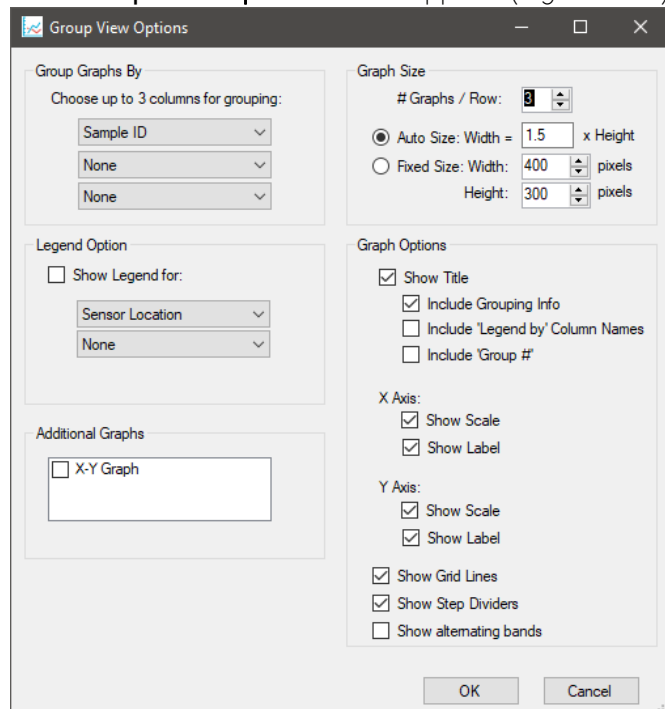 Group View Options
Group Graphs By
Choose up to 3 columns for grouping:
Sample ID
None
None
Legend Option
Show Legend for:
Sensor Location
None
Additional Graphs
X-Y Graph
Graph Size
# Graphs / Row: 3
Auto Size: Width = 1.5 x Height
Fixed Size: Width: 400 pixels
Height: 300 pixels
Graph Options
Show Title
Include Grouping Info
Include 'Legend by' Column Names
Include 'Group #'
X Axis:
Show Scale
Show Label
Y Axis:
Show Scale
Show Label
Show Grid Lines
Show Step Dividers
Show alternating bands
OK Cancel